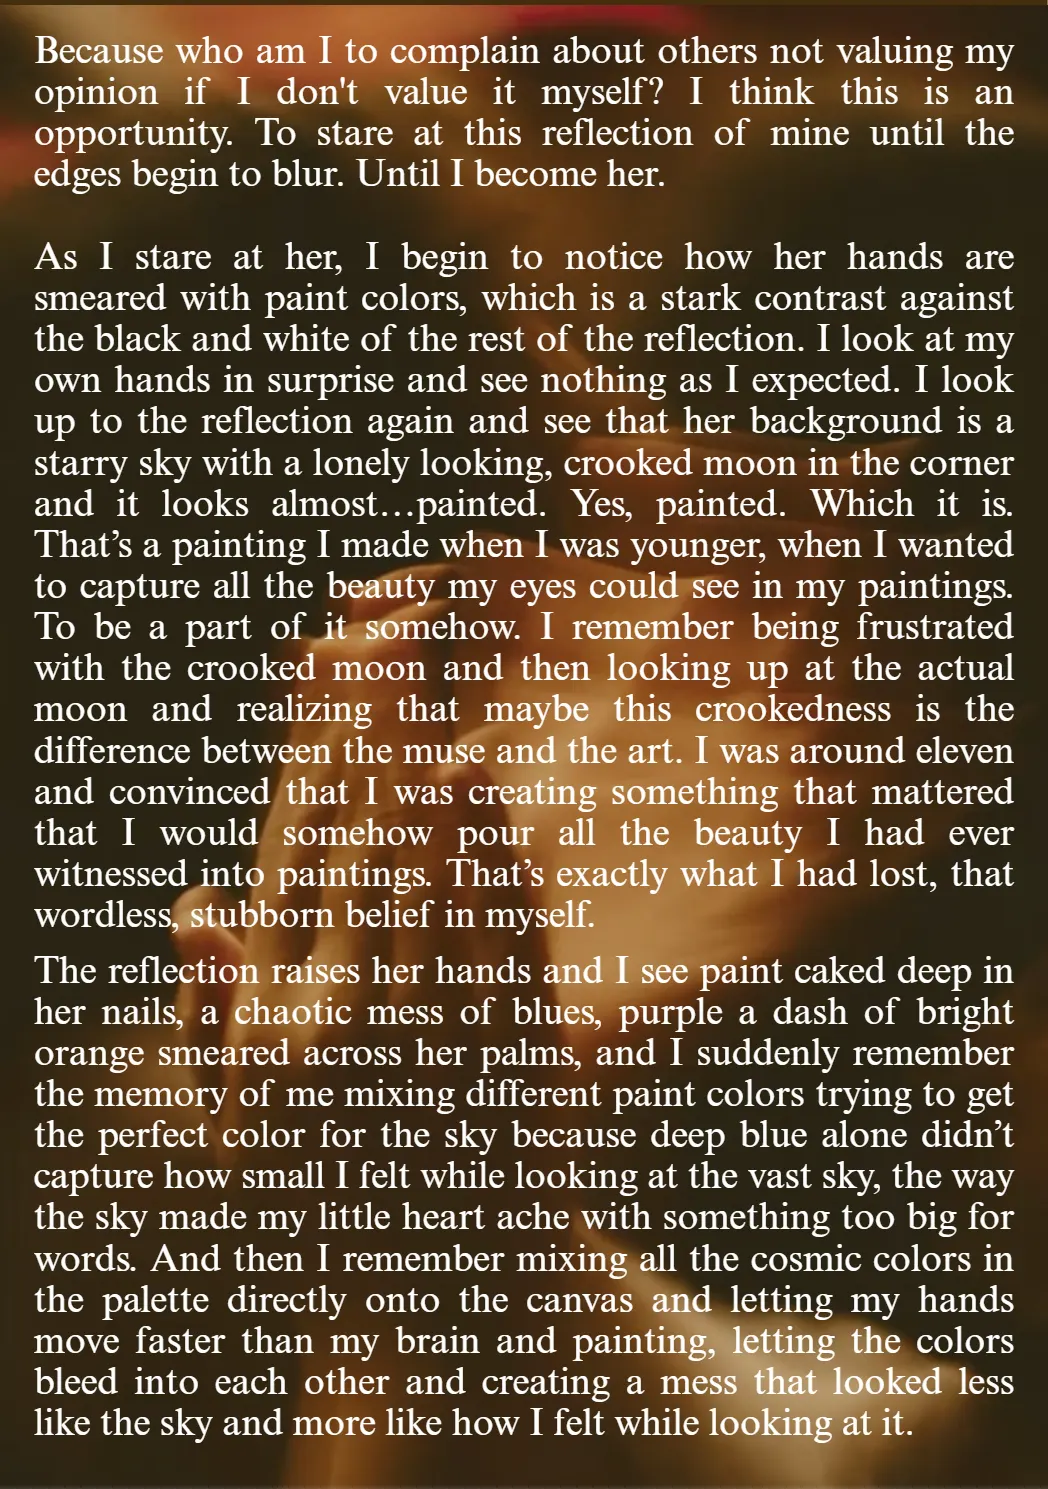 Because who am I to complain about others not valuing my
opinion if I don't value it myself? I think this is an
opportunity. To stare at this reflection of mine until the
edges begin to blur. Until I become her.
As I stare at her, I begin to notice how her hands are
smeared with paint colors, which is a stark contrast against
the black and white of the rest of the reflection. I look at my
own hands in surprise and see nothing as I expected. I look
up to the reflection again and see that her background is a
starry sky with a lonely looking, crooked moon in the corner
and it looks almost…painted. Yes, painted. Which it is.
That’s a painting I made when I was younger, when I wanted
to capture all the beauty my eyes could see in my paintings.
To be a part of it somehow. I remember being frustrated
with the crooked moon and then looking up at the actual
moon and realizing that maybe this crookedness is the
difference between the muse and the art. I was around eleven
and convinced that I was creating something that mattered
that I would somehow pour all the beauty I had ever
witnessed into paintings. That’s exactly what I had lost, that
wordless, stubborn belief in myself.
The reflection raises her hands and I see paint caked deep in
her nails, a chaotic mess of blues, purple a dash of bright
orange smeared across her palms, and I suddenly remember
the memory of me mixing different paint colors trying to get
the perfect color for the sky because deep blue alone didn’t
capture how small I felt while looking at the vast sky, the way
the sky made my little heart ache with something too big for
words. And then I remember mixing all the cosmic colors in
the palette directly onto the canvas and letting my hands
move faster than my brain and painting, letting the colors
bleed into each other and creating a mess that looked less
like the sky and more like how I felt while looking at it.